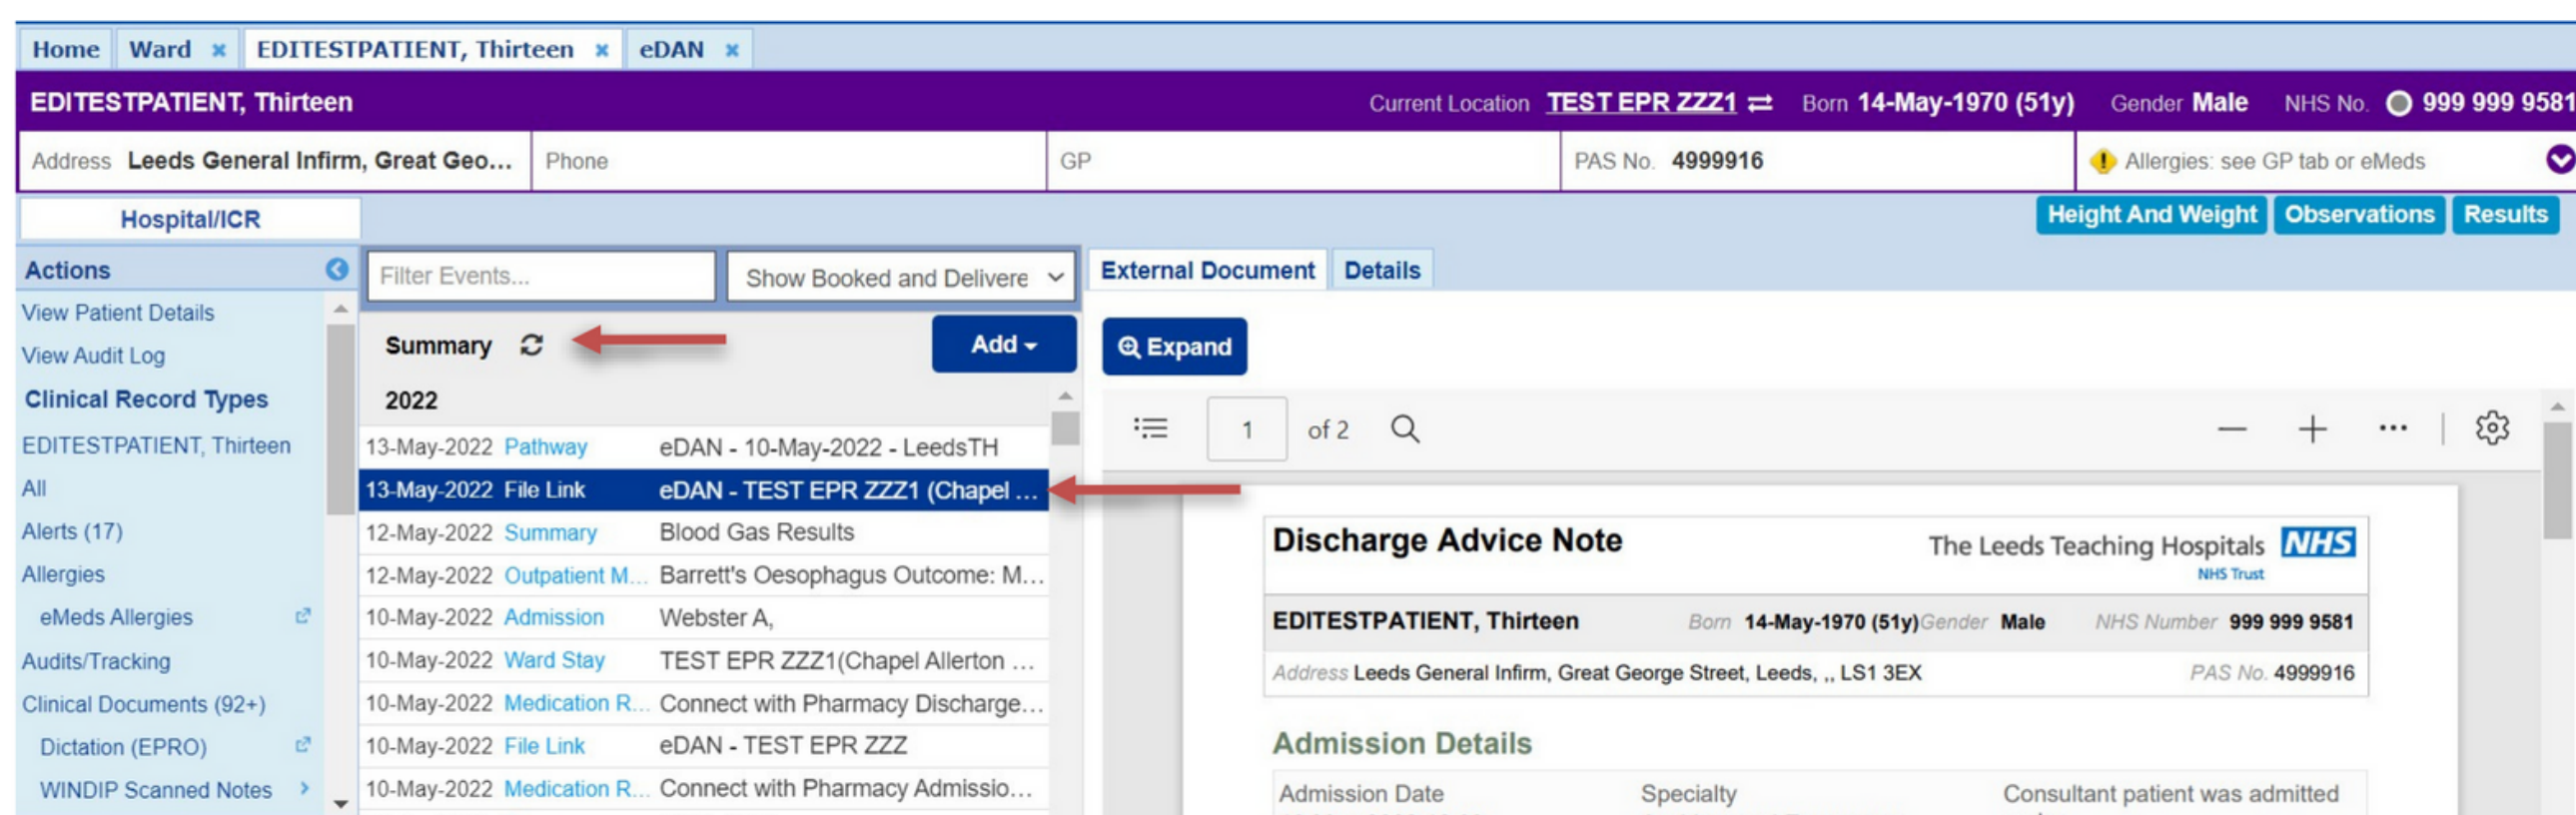 Home Ward EDITESTPATIENT, Thirteen eDAN
EDITESTPATIENT, Thirteen Current Location TEST EPR ZZZ1 Born 14-May-1970 (51y) Gender Male NHS No. 999 999 9581
Address Leeds General Infirm, Great Geo... Phone GP PAS No. 4999916 Allergies: see GP tab or eMeds
Hospital/ICR Height And Weight Observations Results
Actions
View Patient Details
View Audit Log
Clinical Record Types
EDITESTPATIENT, Thirteen
All
Alerts (17)
Allergies
eMeds Allergies
Audits/Tracking
Clinical Documents (92+)
Dictation (EPRO)
WINDIP Scanned Notes
Filter Events... Show Booked and Delivere
Summary Add
2022
13-May-2022 Pathway eDAN - 10-May-2022 - LeedsTH
13-May-2022 File Link eDAN - TEST EPR ZZZ1 (Chapel ...
12-May-2022 Summary Blood Gas Results
12-May-2022 Outpatient M... Barrett's Oesophagus Outcome: M...
10-May-2022 Admission Webster A,
10-May-2022 Ward Stay TEST EPR ZZZ1(Chapel Allerton ...
10-May-2022 Medication R... Connect with Pharmacy Discharge...
10-May-2022 File Link eDAN - TEST EPR ZZZ
10-May-2022 Medication R... Connect with Pharmacy Admissio...
External Document Details
Expand
1 of 2
Discharge Advice Note The Leeds Teaching Hospitals NHS
NHS Trust
EDITESTPATIENT, Thirteen Born 14-May-1970 (51y) Gender Male NHS Number 999 999 9581
Address Leeds General Infirm, Great George Street, Leeds, ,, LS1 3EX PAS No. 4999916
Admission Details
Admission Date Specialty Consultant patient was admitted